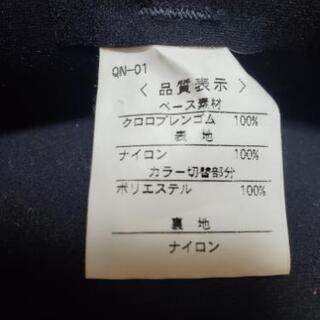 QN-01
〈 品質表示 〉
ベース素材
クロロプレンゴム 100%
表 地
ナイロン 100%
カラー切替部分
ポリエステル 100%
裏 地
ナイロン